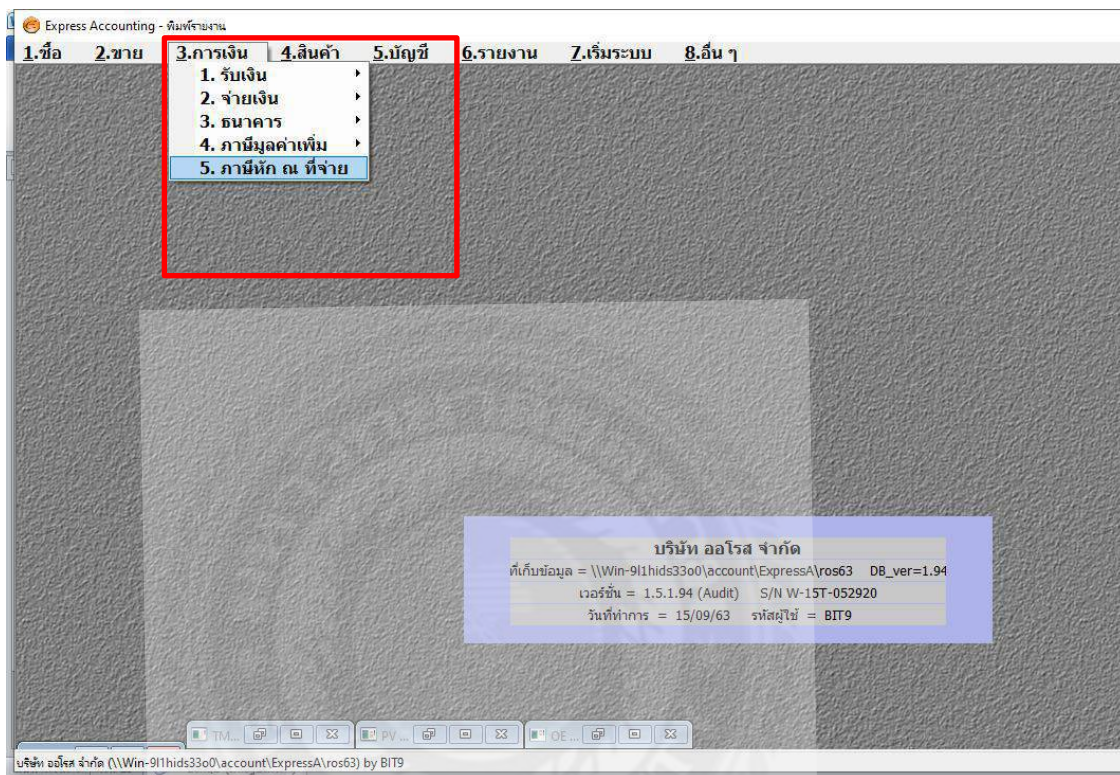 Express Accounting - พิมพ์รายงาน
1.ซื้อ 2.ขาย 3.การเงิน 4.สินค้า 5.บัญชี 6.รายงาน 7.เริ่มระบบ 8.อื่น ๆ
1. รับเงิน
2. จ่ายเงิน
3. ธนาคาร
4. ภาษีมูลค่าเพิ่ม
5. ภาษีหัก ณ ที่จ่าย
บริษัท ออโรส จำกัด
ที่เก็บข้อมูล = \\Win-9l1hids33o0\account\ExpressA\ros63 DB_ver=1.94
เวอร์ชั่น = 1.5.1.94 (Audit) S/N W-15T-052920
วันที่ทำการ = 15/09/63 รหัสผู้ใช้ = BIT9
TM... PV ... OE ...
บริษัท ออโรส จำกัด (\\Win-9l1hids33o0\account\ExpressA\ros63) by BIT9